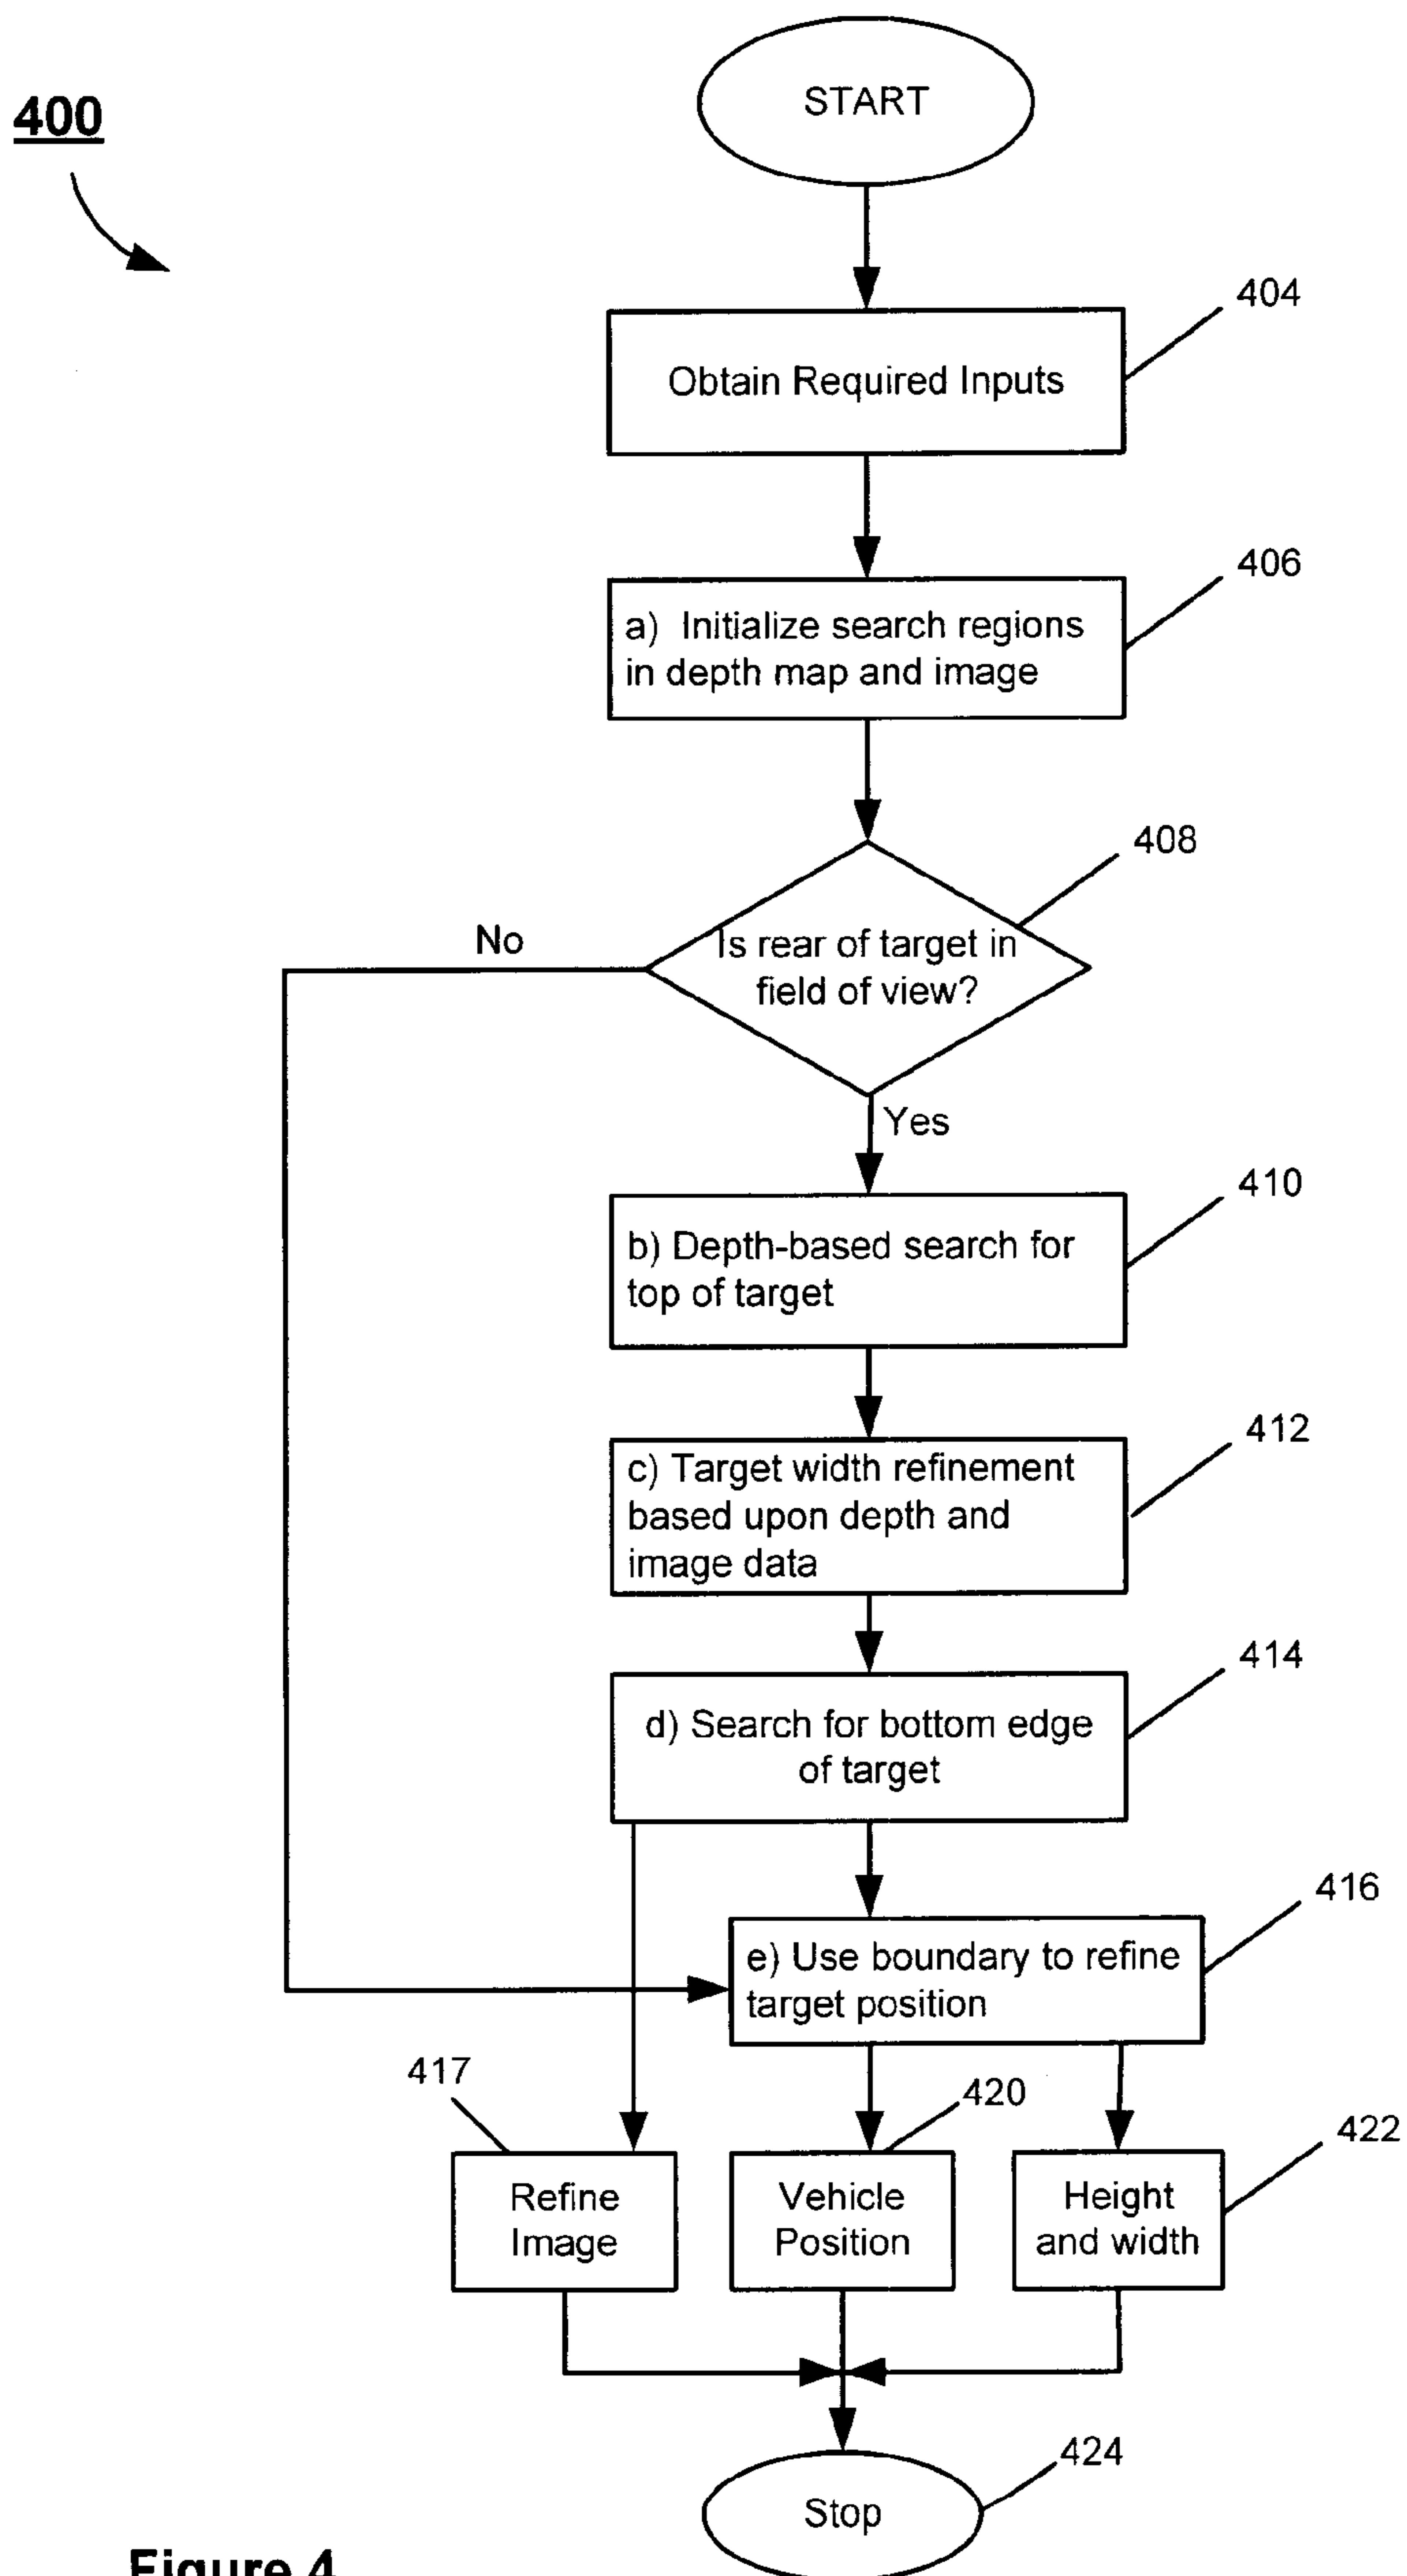 400
START
404
Obtain Required Inputs
406
a) Initialize search regions
in depth map and image
408
No
Is rear of target in
field of view?
Yes
410
b) Depth-based search for
top of target
412
c) Target width refinement
based upon depth and
image data
414
d) Search for bottom edge
of target
416
e) Use boundary to refine
target position
417
420
422
Refine
Image
Vehicle
Position
Height
and width
424
Stop
Figure 4